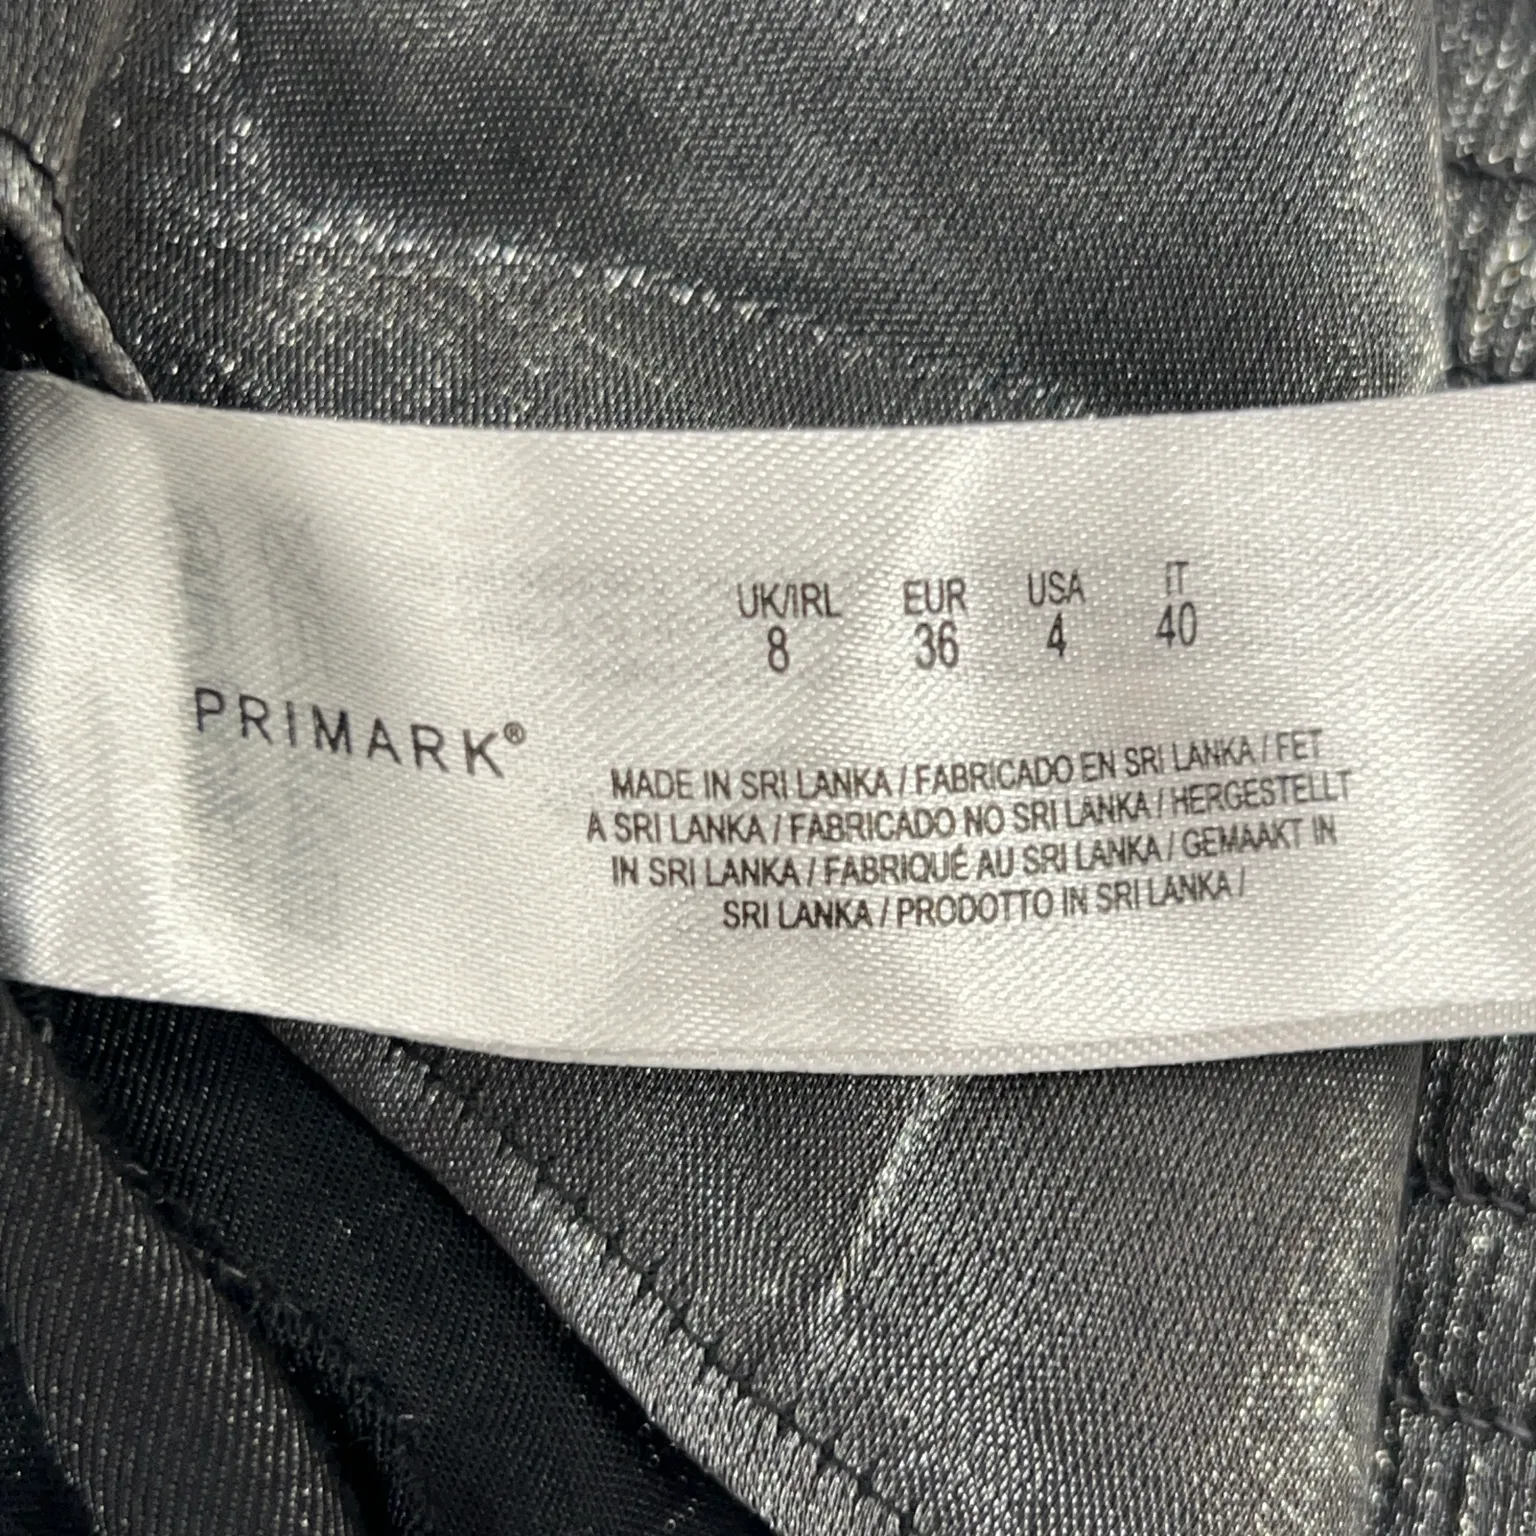 PRIMARK®
UK/IRL EUR USA IT
8 36 4 40
MADE IN SRI LANKA / FABRICADO EN SRI LANKA / FET
A SRI LANKA / FABRICADO NO SRI LANKA / HERGESTELLT
IN SRI LANKA / FABRIQUÉ AU SRI LANKA / GEMAAKT IN
SRI LANKA / PRODOTTO IN SRI LANKA /